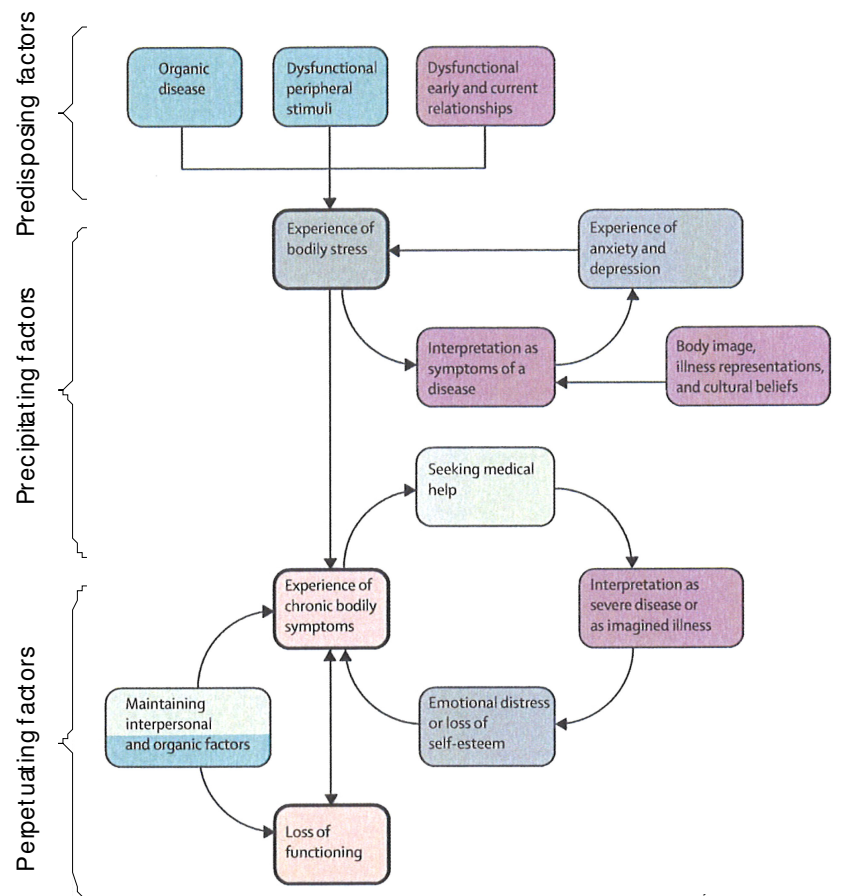 Predisposing factors
Organic
disease
Dysfunctional
peripheral
stimuli
Dysfunctional
early and current
relationships
Precipitating factors
Experience of
bodily stress
Experience of
anxiety and
depression
Interpretation as
symptoms of a
disease
Body image,
illness representations,
and cultural beliefs
Seeking medical
help
Perpetuating factors
Experience of
chronic bodily
symptoms
Interpretation as
severe disease or
as imagined illness
Maintaining
interpersonal
and organic factors
Emotional distress
or loss of
self-esteem
Loss of
functioning